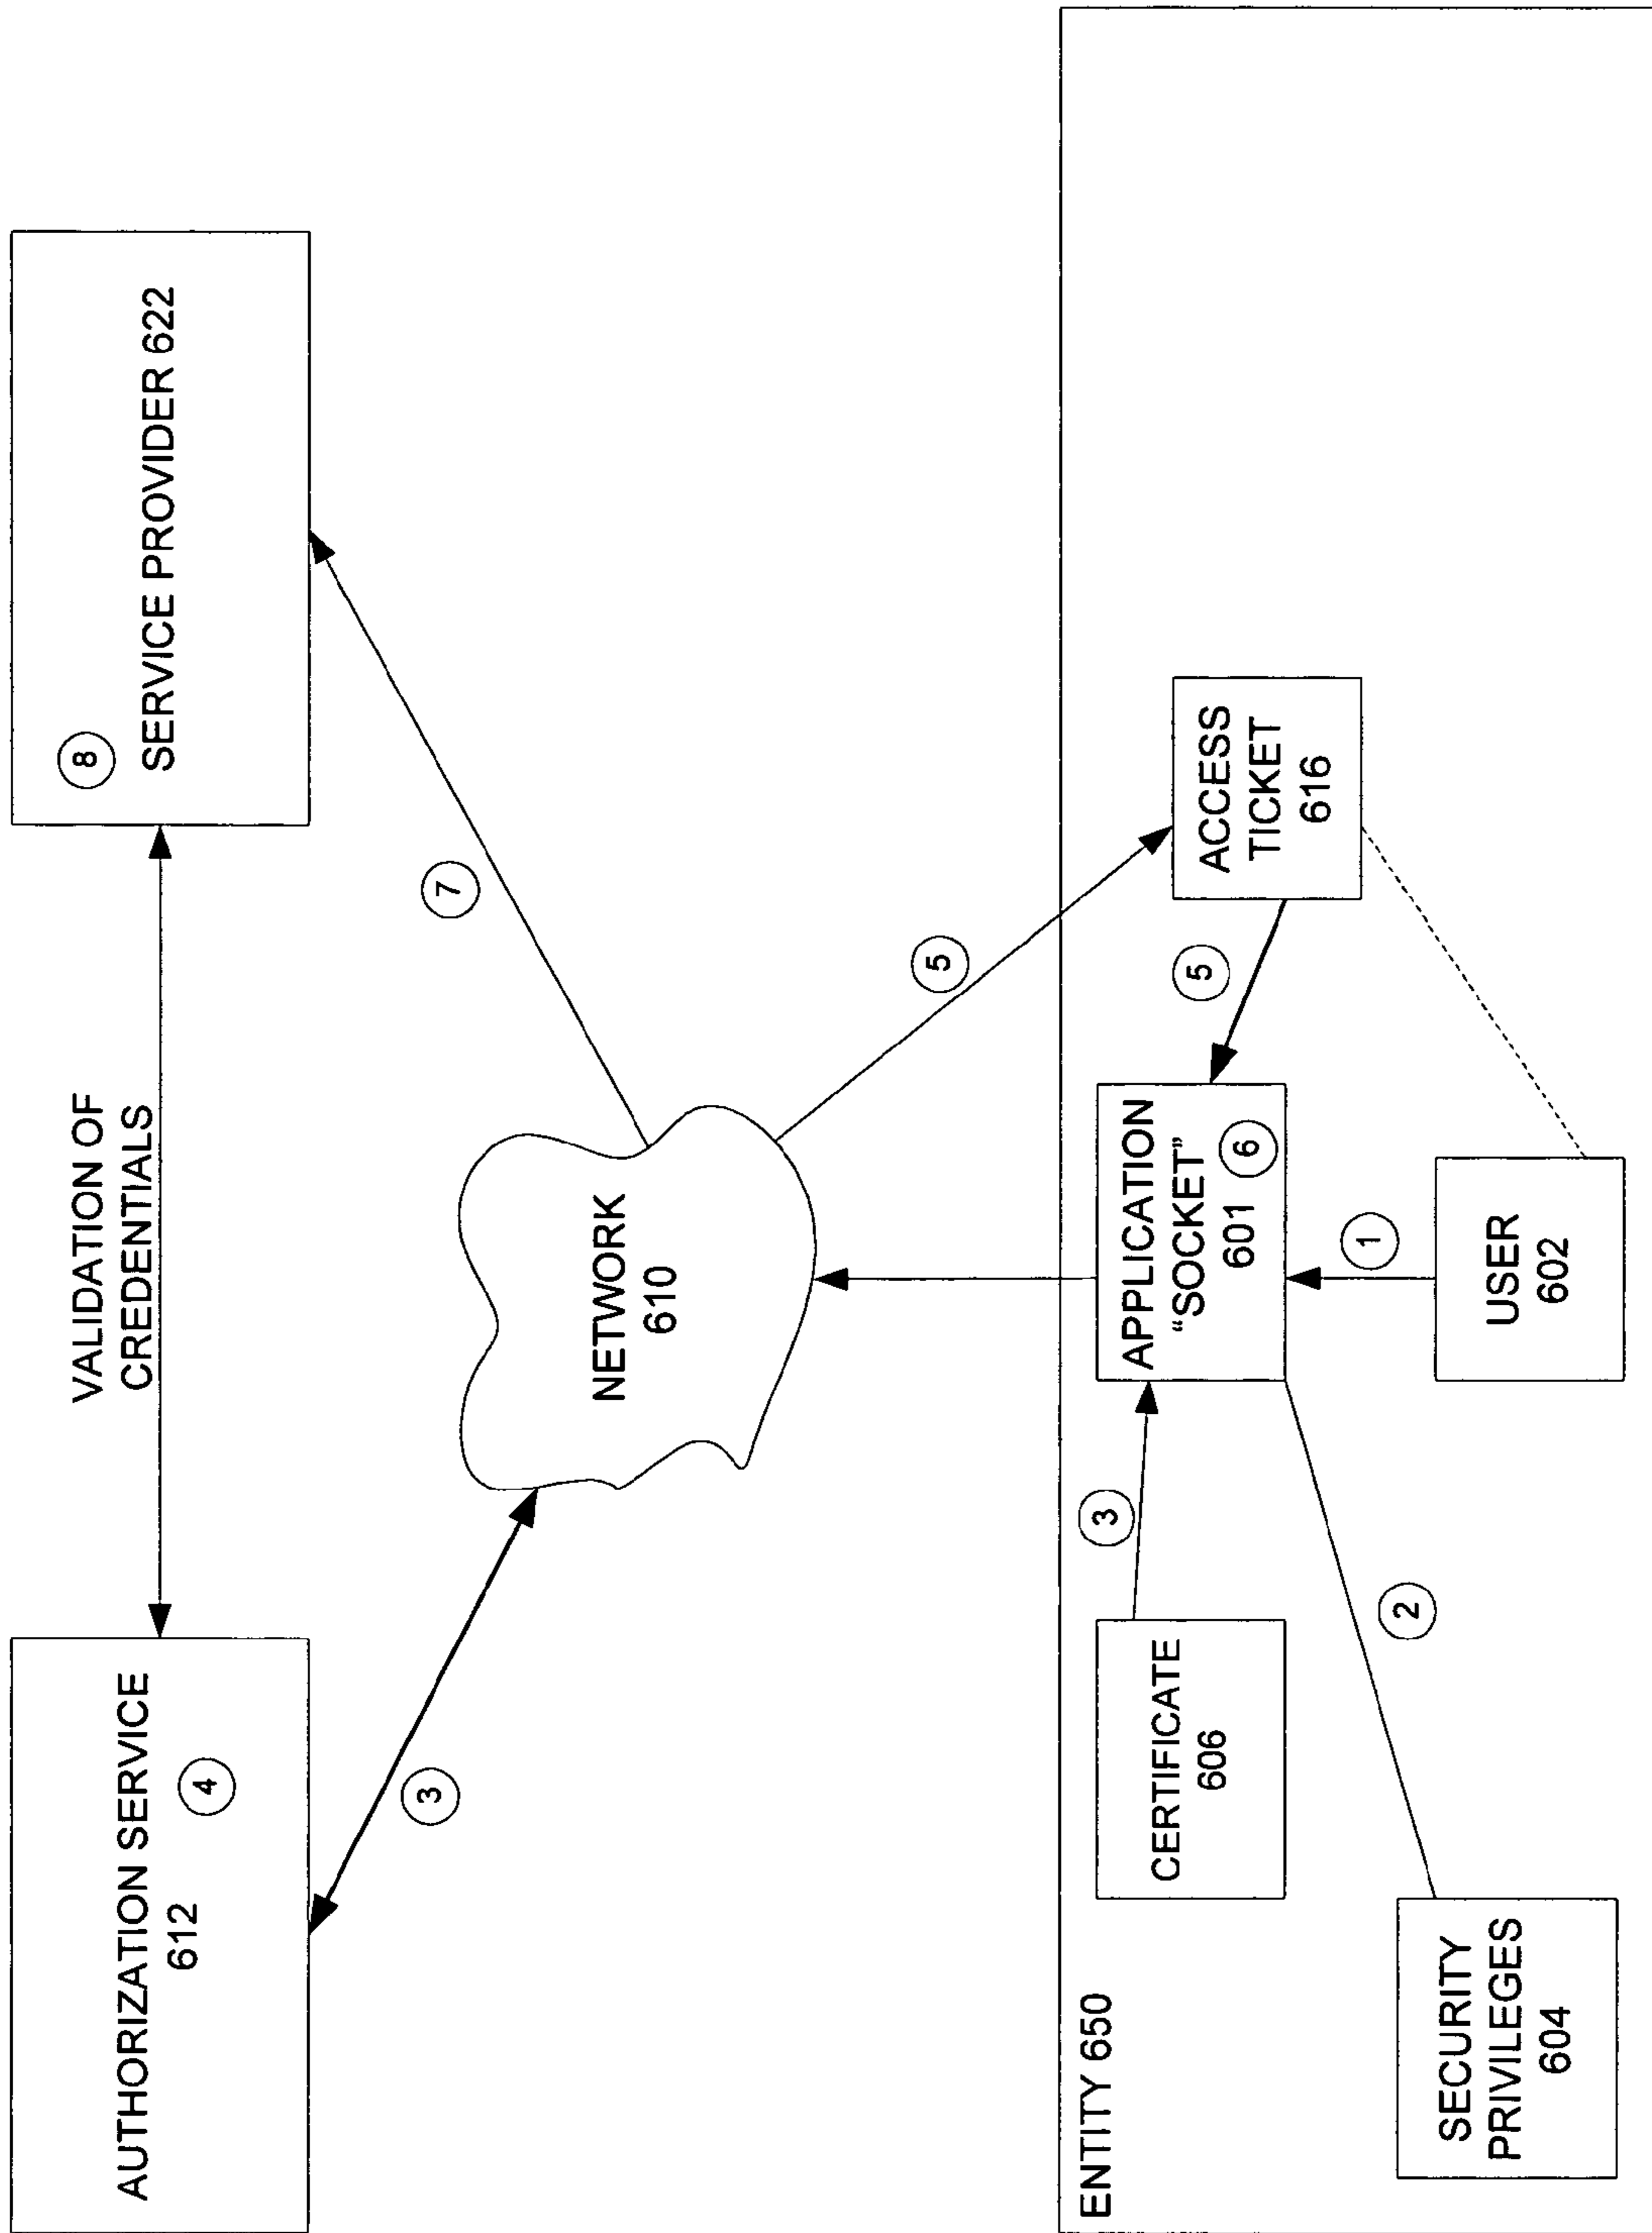 AUTHORIZATION SERVICE
612
4
VALIDATION OF
CREDENTIALS
8
SERVICE PROVIDER 622
3
7
NETWORK
610
5
ENTITY 650
CERTIFICATE
606
3
APPLICATION
"SOCKET"
601
6
5
ACCESS
TICKET
616
SECURITY
PRIVILEGES
604
2
1
USER
602